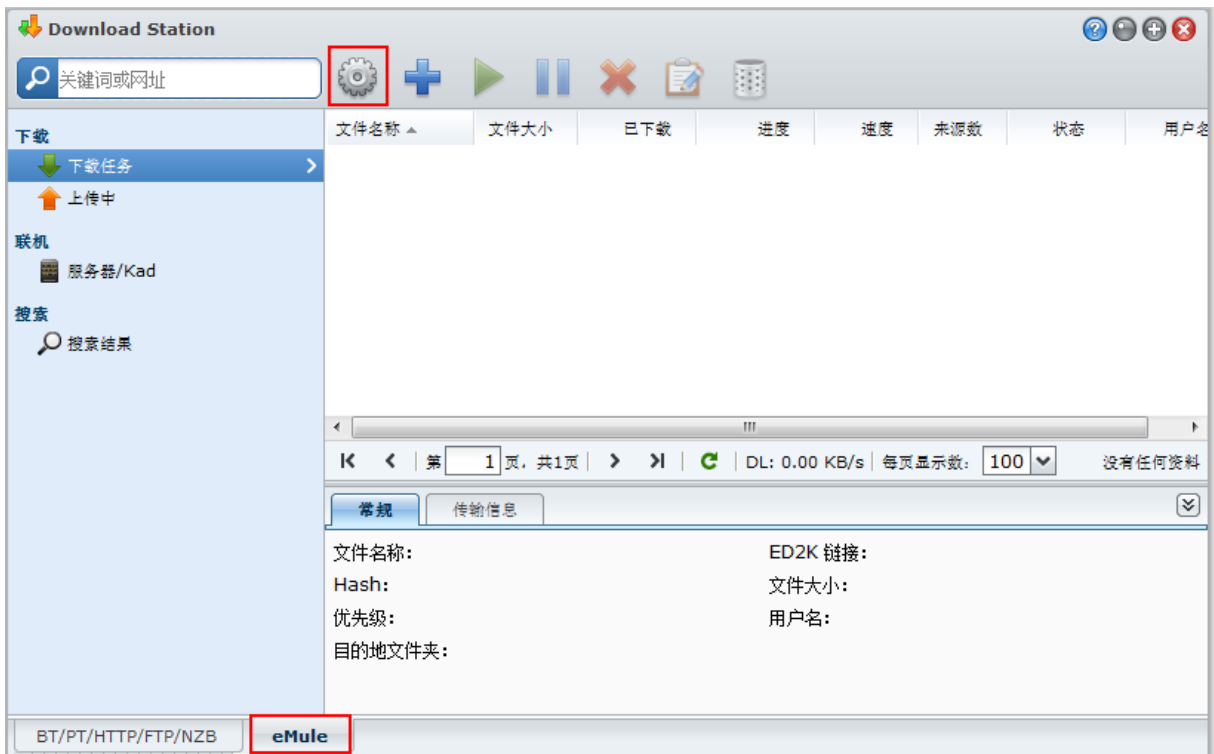 Download Station
关键词或网址
下载
下载任务
上传中
联机
服务器/Kad
搜索
搜索结果
文件名称 文件大小 已下载 进度 速度 来源数 状态 用户名
第 1 页，共1页 DL: 0.00 KB/s 每页显示数: 100 没有任何资料
常规 传输信息
文件名称: ED2K 链接:
Hash: 文件大小:
优先级: 用户名:
目的地文件夹:
BT/PT/HTTP/FTP/NZB eMule